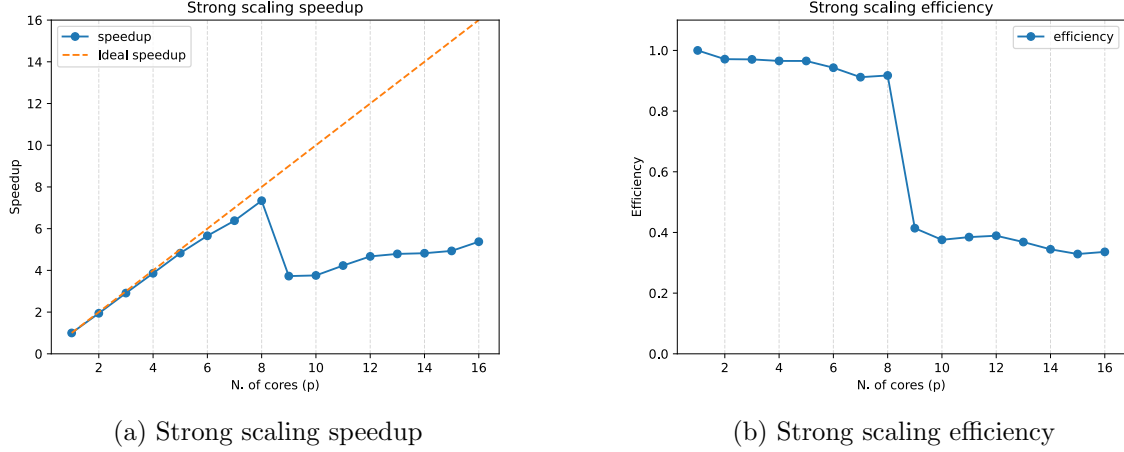 Strong scaling speedup
speedup
Ideal speedup
16
14
12
10
8
6
4
2
0
Speedup
2 4 6 8 10 12 14 16
N. of cores (p)
(a) Strong scaling speedup
Strong scaling efficiency
efficiency
1.0
0.8
0.6
0.4
0.2
0.0
Efficiency
2 4 6 8 10 12 14 16
N. of cores (p)
(b) Strong scaling efficiency